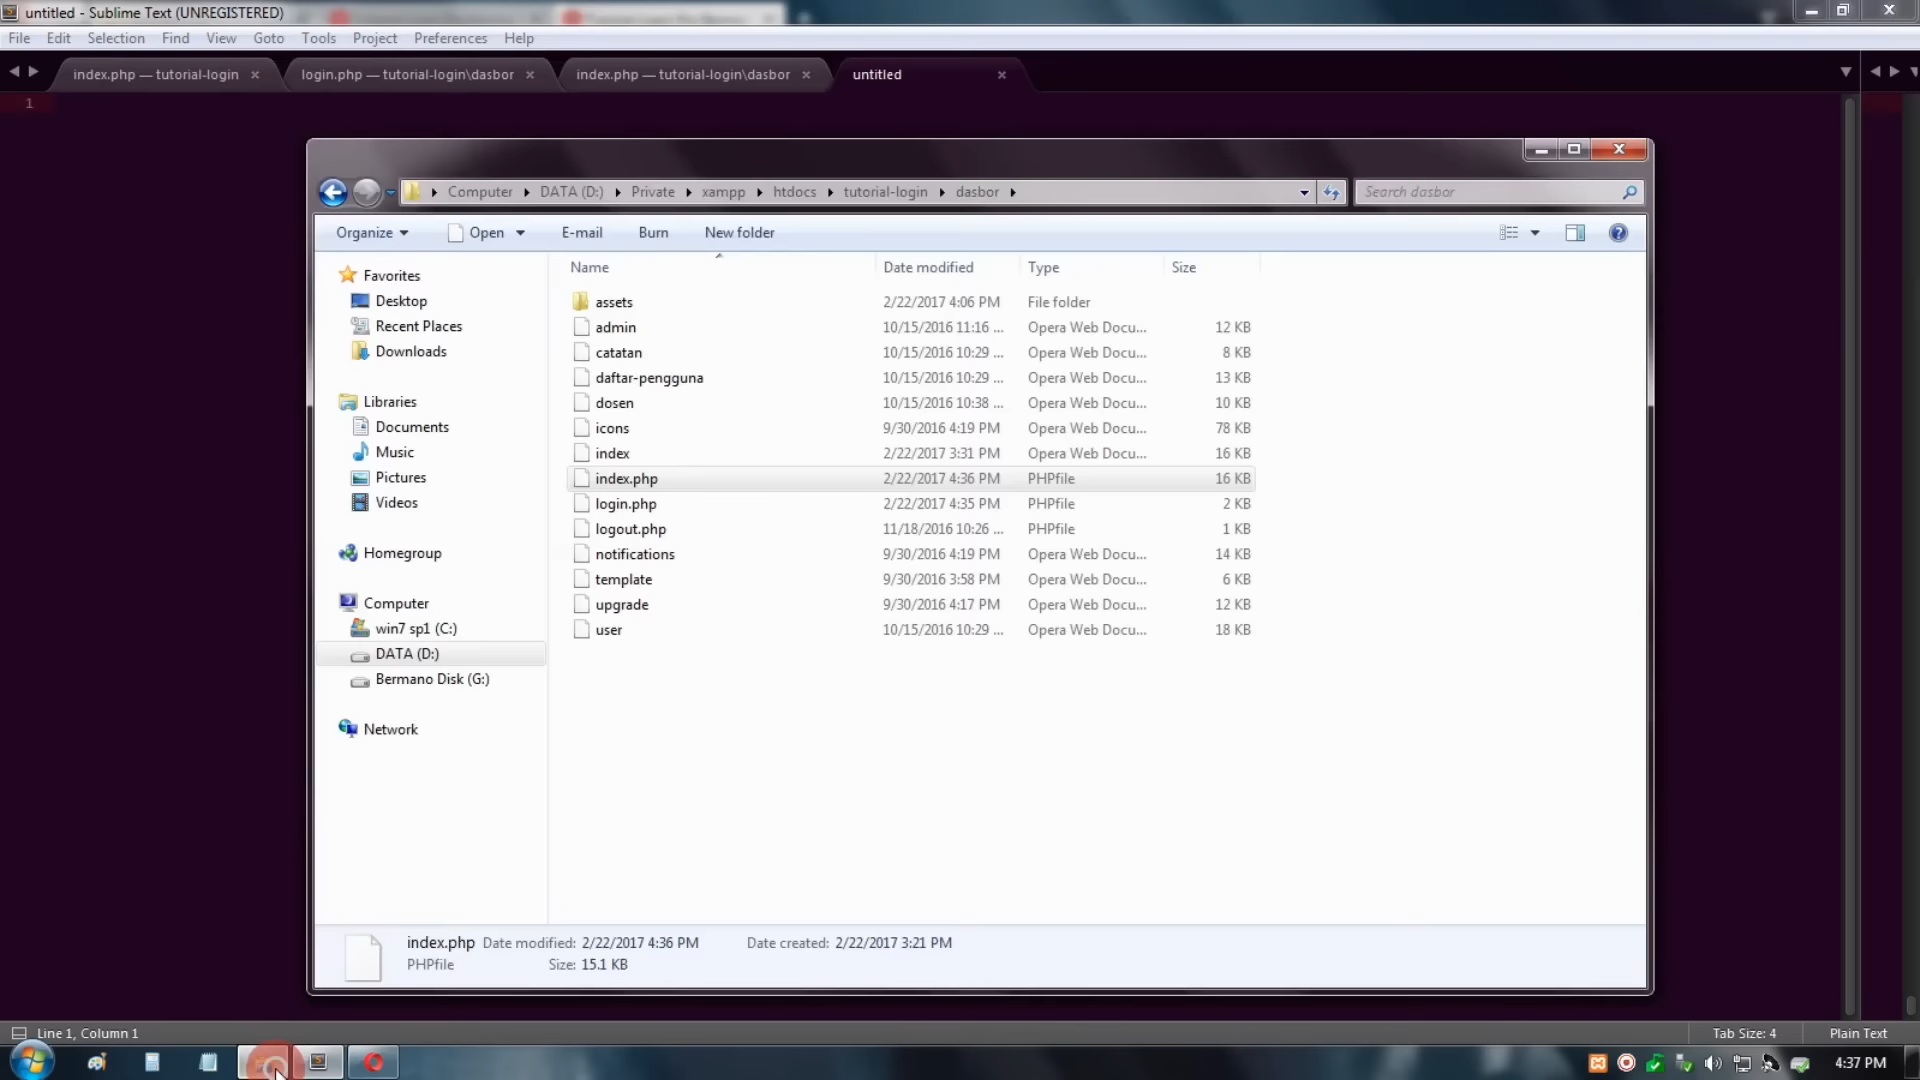 untitled - Sublime Text (UNREGISTERED)
File Edit Selection Find View Goto Tools Project Preferences Help
index.php — tutorial-login login.php — tutorial-login\dasbor index.php — tutorial-login\dasbor untitled
1
Computer DATA (D:) Private xampp htdocs tutorial-login dasbor Search dasbor
Organize Open E-mail Burn New folder
Name Date modified Type Size
Favorites
Desktop
Recent Places
Downloads
Libraries
Documents
Music
Pictures
Videos
Homegroup
Computer
win7 sp1 (C:)
DATA (D:)
Bermano Disk (G:)
Network
assets 2/22/2017 4:06 PM File folder
admin 10/15/2016 11:16 ... Opera Web Docu... 12 KB
catatan 10/15/2016 10:29 ... Opera Web Docu... 8 KB
daftar-pengguna 10/15/2016 10:29 ... Opera Web Docu... 13 KB
dosen 10/15/2016 10:38 ... Opera Web Docu... 10 KB
icons 9/30/2016 4:19 PM Opera Web Docu... 78 KB
index 2/22/2017 3:31 PM Opera Web Docu... 16 KB
index.php 2/22/2017 4:36 PM PHPfile 16 KB
login.php 2/22/2017 4:35 PM PHPfile 2 KB
logout.php 11/18/2016 10:26 ... PHPfile 1 KB
notifications 9/30/2016 4:19 PM Opera Web Docu... 14 KB
template 9/30/2016 3:58 PM Opera Web Docu... 6 KB
upgrade 9/30/2016 4:17 PM Opera Web Docu... 12 KB
user 10/15/2016 10:29 ... Opera Web Docu... 18 KB
index.php Date modified: 2/22/2017 4:36 PM Date created: 2/22/2017 3:21 PM
PHPfile Size: 15.1 KB
Line 1, Column 1 Tab Size: 4 Plain Text
4:37 PM